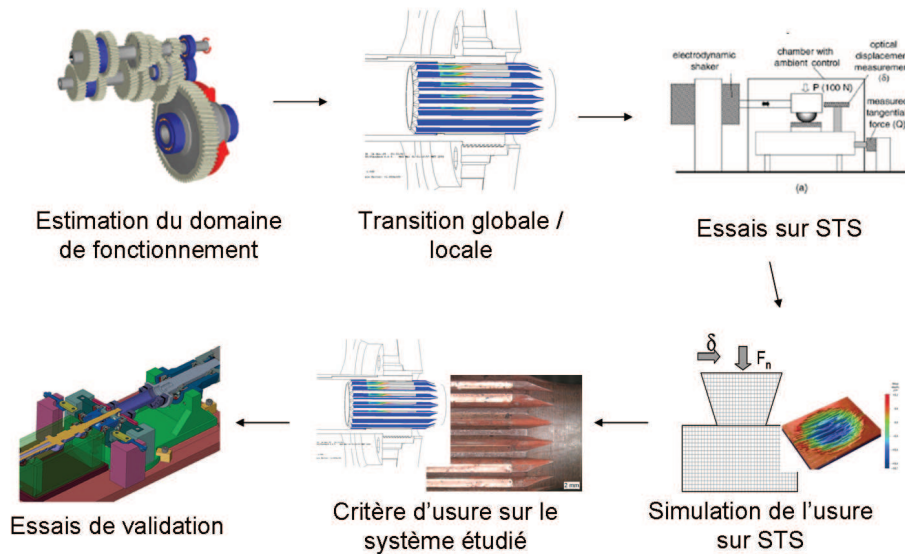 electrodynamic
shaker
chamber with
ambient control
optical
displacement
measurement
(δ)
P (100 N)
measured
tangential
force (Q)
(a)
Estimation du domaine
de fonctionnement
Transition globale /
locale
Essais sur STS
δ
Fn
2 mm
Essais de validation
Critère d'usure sur le
système étudié
Simulation de l'usure
sur STS